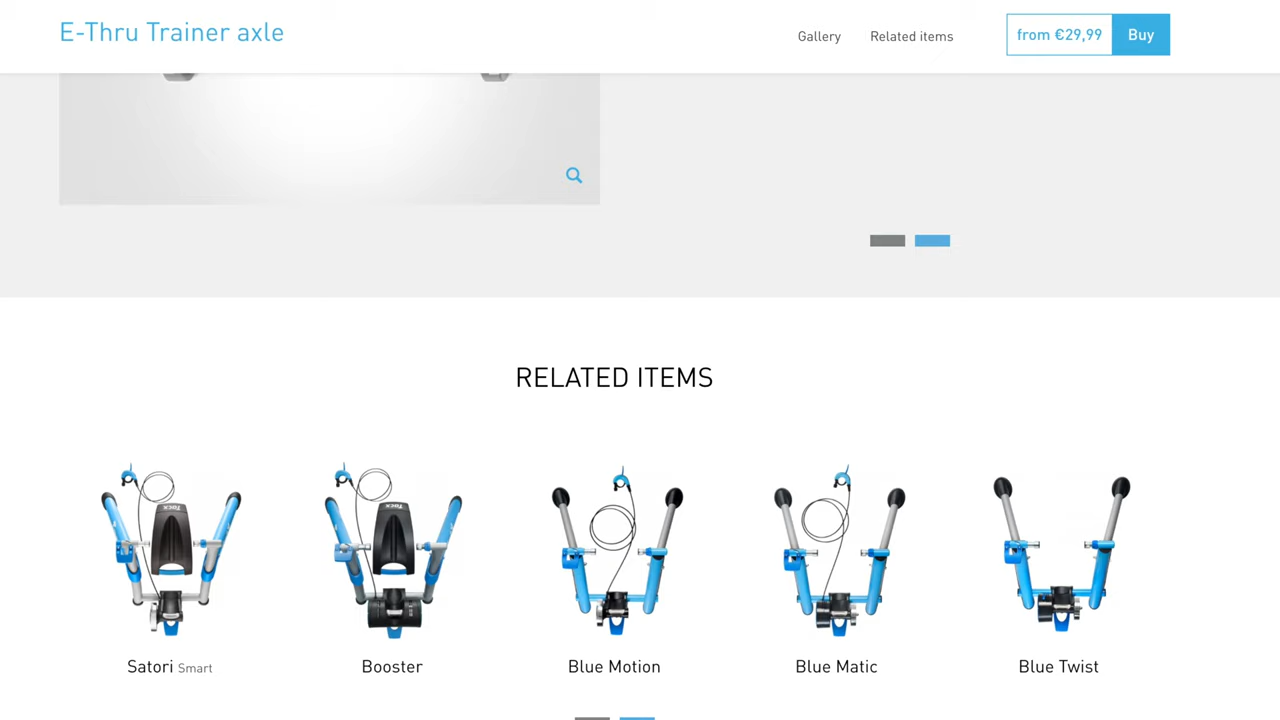 E-Thru Trainer axle
Gallery
Related items
from €29,99
Buy
RELATED ITEMS
Satori Smart
Booster
Blue Motion
Blue Matic
Blue Twist